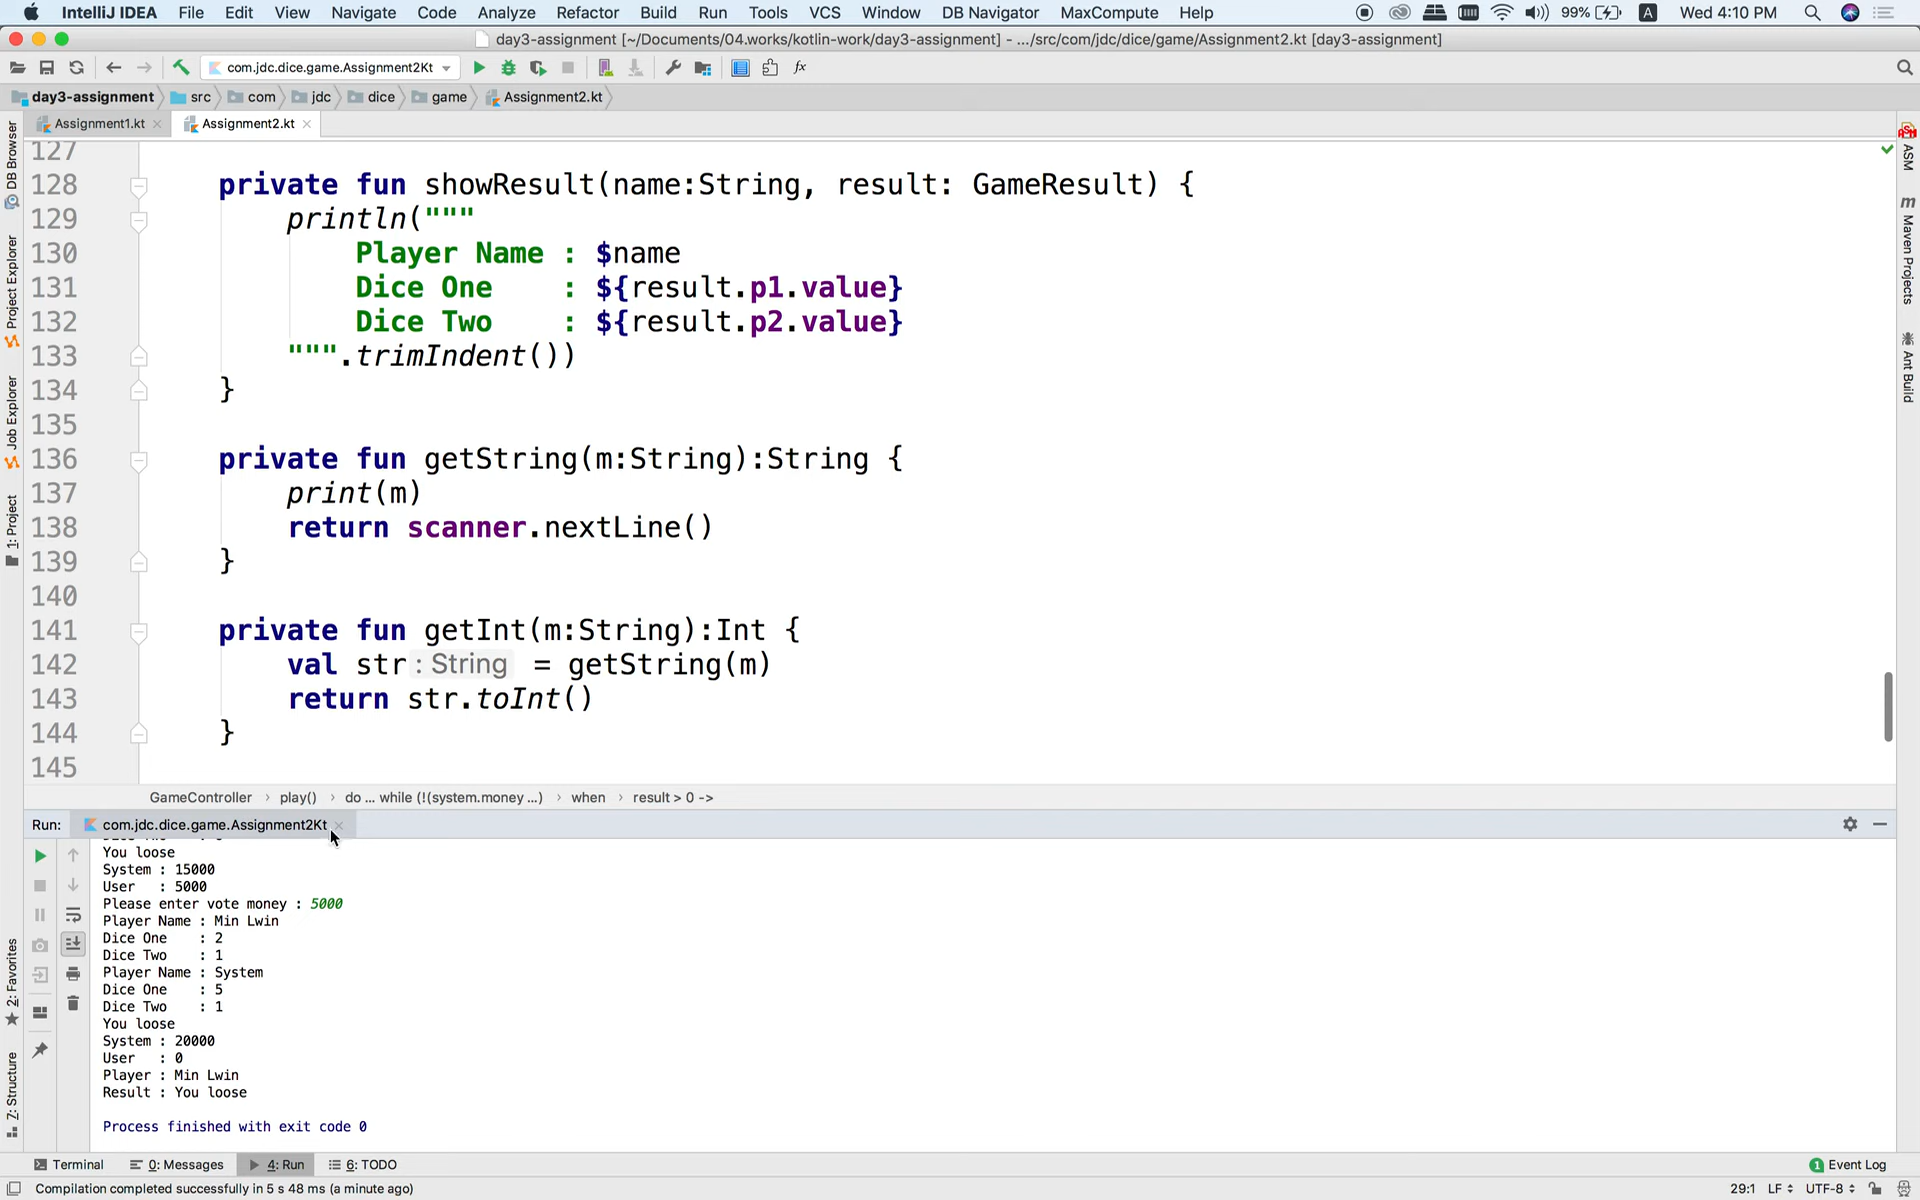 IntelliJ IDEA File Edit View Navigate Code Analyze Refactor Build Run Tools VCS Window DB Navigator MaxCompute Help 99% A Wed 4:10 PM
day3-assignment [~/Documents/04.works/kotlin-work/day3-assignment] - .../src/com/jdc/dice/game/Assignment2.kt [day3-assignment]
com.jdc.dice.game.Assignment2Kt
day3-assignment src com jdc dice game Assignment2.kt
Assignment1.kt Assignment2.kt
127
128 private fun showResult(name:String, result: GameResult) {
129 println("""
130 Player Name : $name
131 Dice One : ${result.p1.value}
132 Dice Two : ${result.p2.value}
133 """.trimIndent())
134 }
135
136 private fun getString(m:String):String {
137 print(m)
138 return scanner.nextLine()
139 }
140
141 private fun getInt(m:String):Int {
142 val str: String = getString(m)
143 return str.toInt()
144 }
145
GameController › play() › do ... while (!(system.money ...) › when › result > 0 ->
Run: com.jdc.dice.game.Assignment2Kt
You loose
System : 15000
User : 5000
Please enter vote money : 5000
Player Name : Min Lwin
Dice One : 2
Dice Two : 1
Player Name : System
Dice One : 5
Dice Two : 1
You loose
System : 20000
User : 0
Player : Min Lwin
Result : You loose
Process finished with exit code 0
Terminal 0: Messages 4: Run 6: TODO 1 Event Log
Compilation completed successfully in 5 s 48 ms (a minute ago) 29:1 LF UTF-8
DB Browser
Project Explorer
Job Explorer
1: Project
2: Favorites
Z: Structure
ASM
Maven Projects
Ant Build